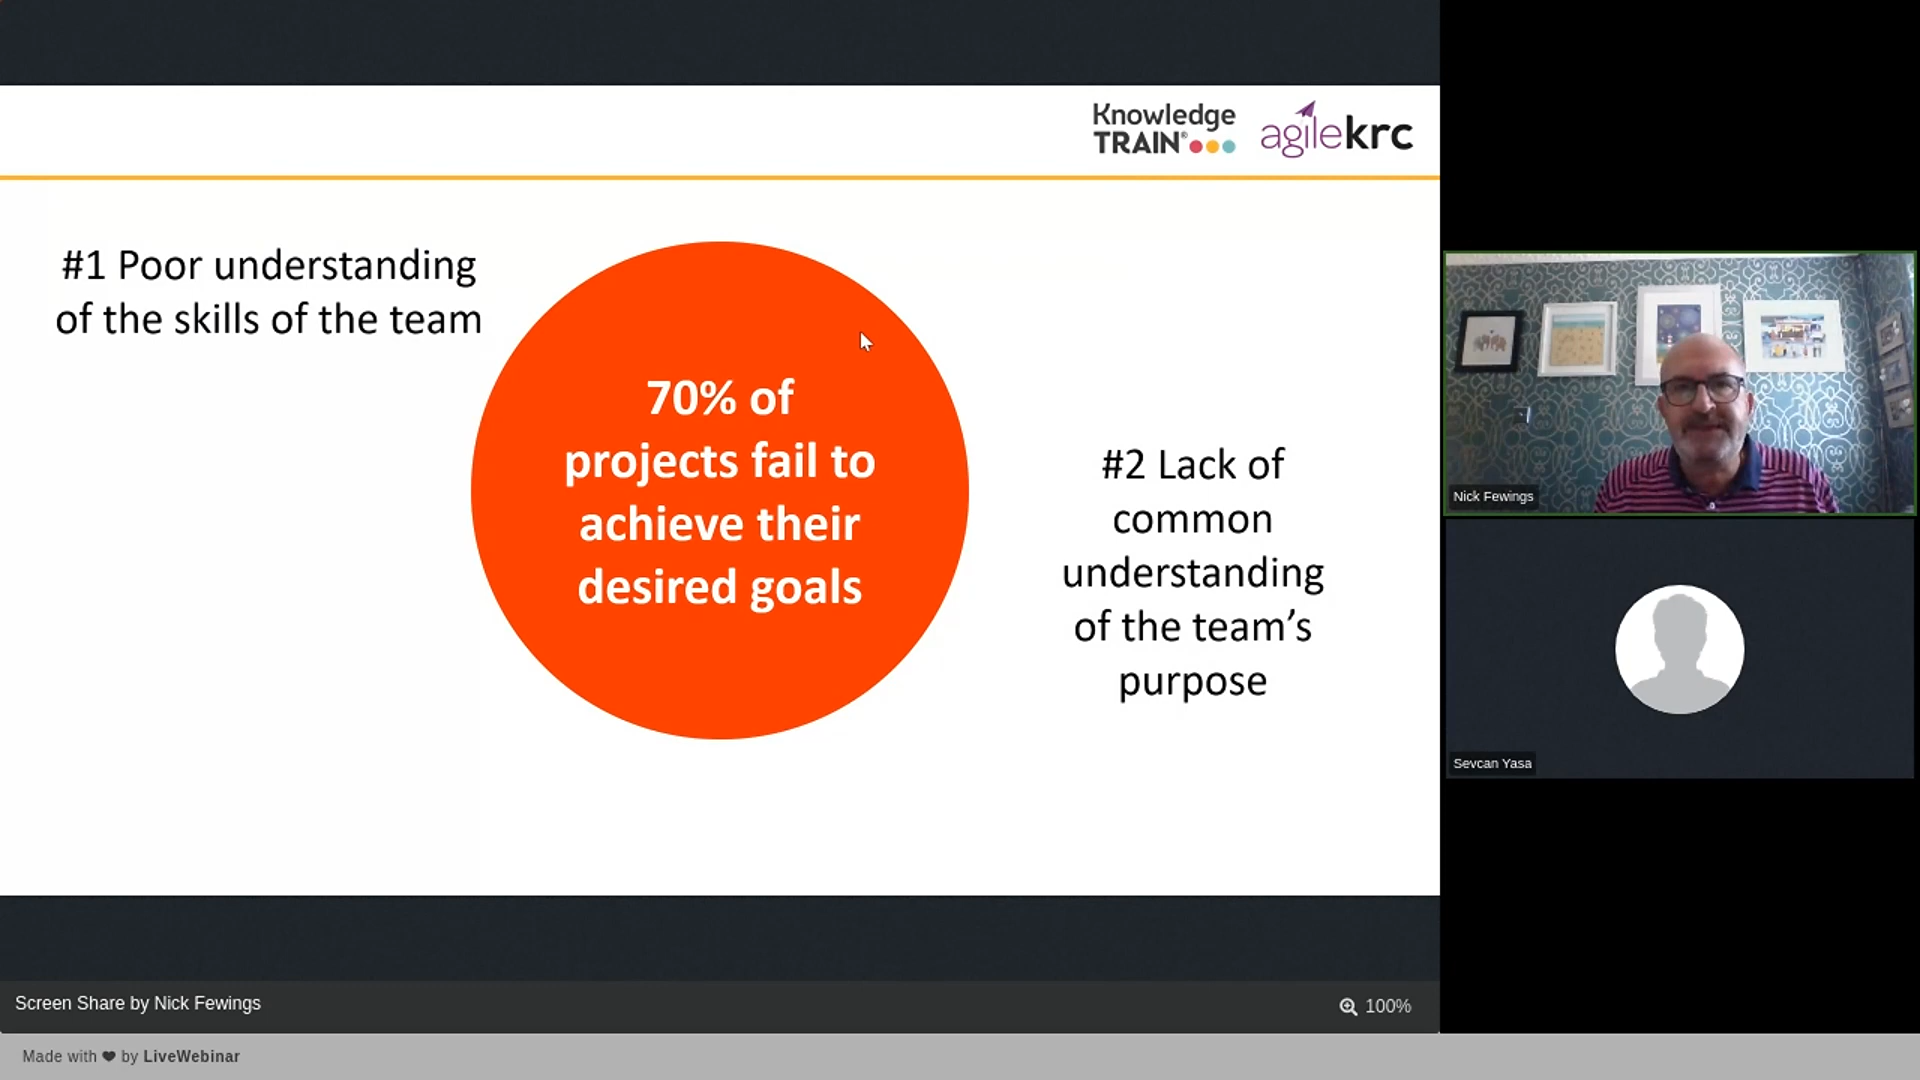 Knowledge
TRAIN®
agilekrc
#1 Poor understanding
of the skills of the team
70% of
projects fail to
achieve their
desired goals
#2 Lack of
common
understanding
of the team’s
purpose
Nick Fewings
Sevcan Yasa
Screen Share by Nick Fewings
100%
Made with ❤ by LiveWebinar